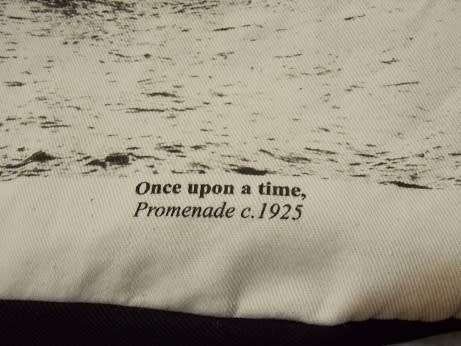 Once upon a time,
Promenade c.1925